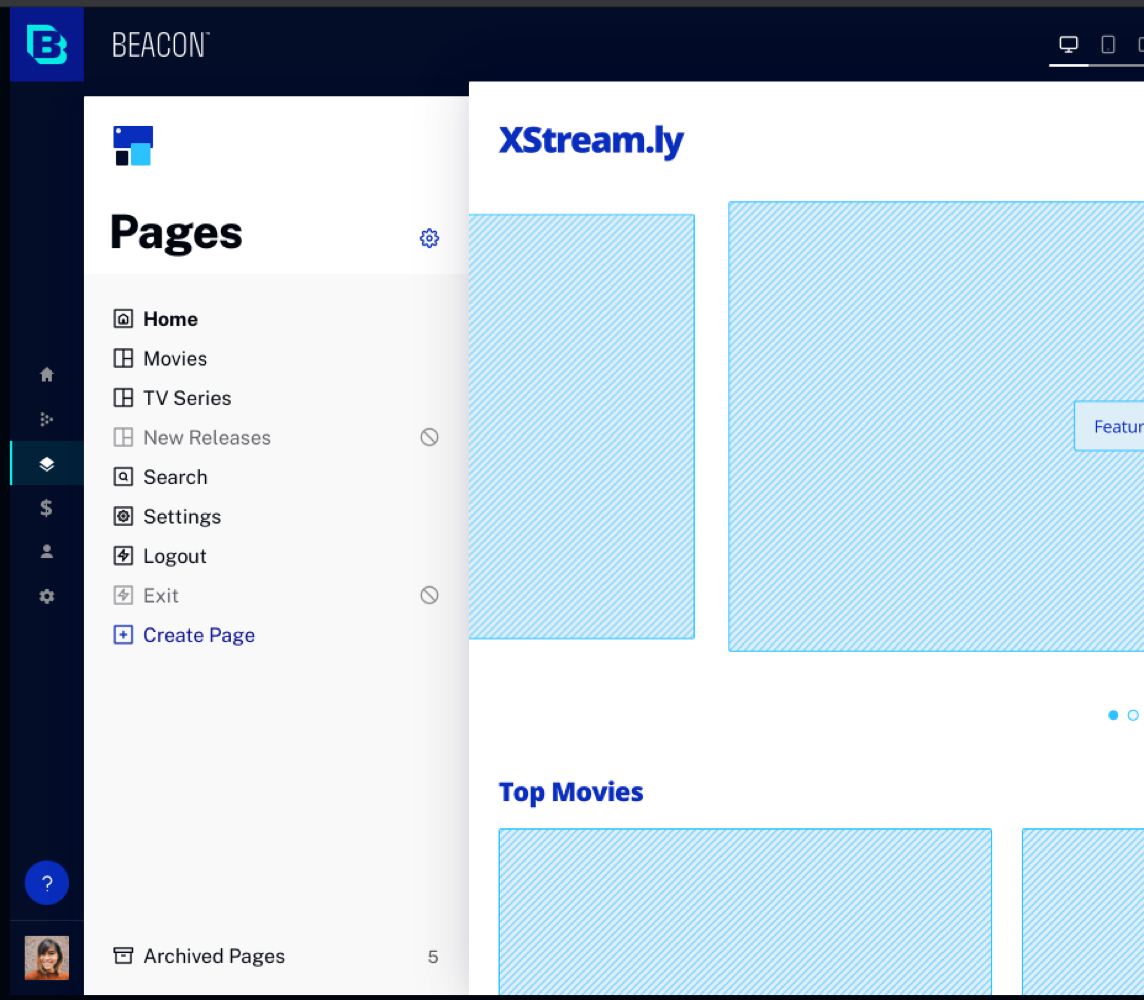 BEACON™
XStream.ly
Pages
Home
Movies
TV Series
New Releases
Search
Settings
Logout
Exit
Create Page
Archived Pages 5
?
Top Movies